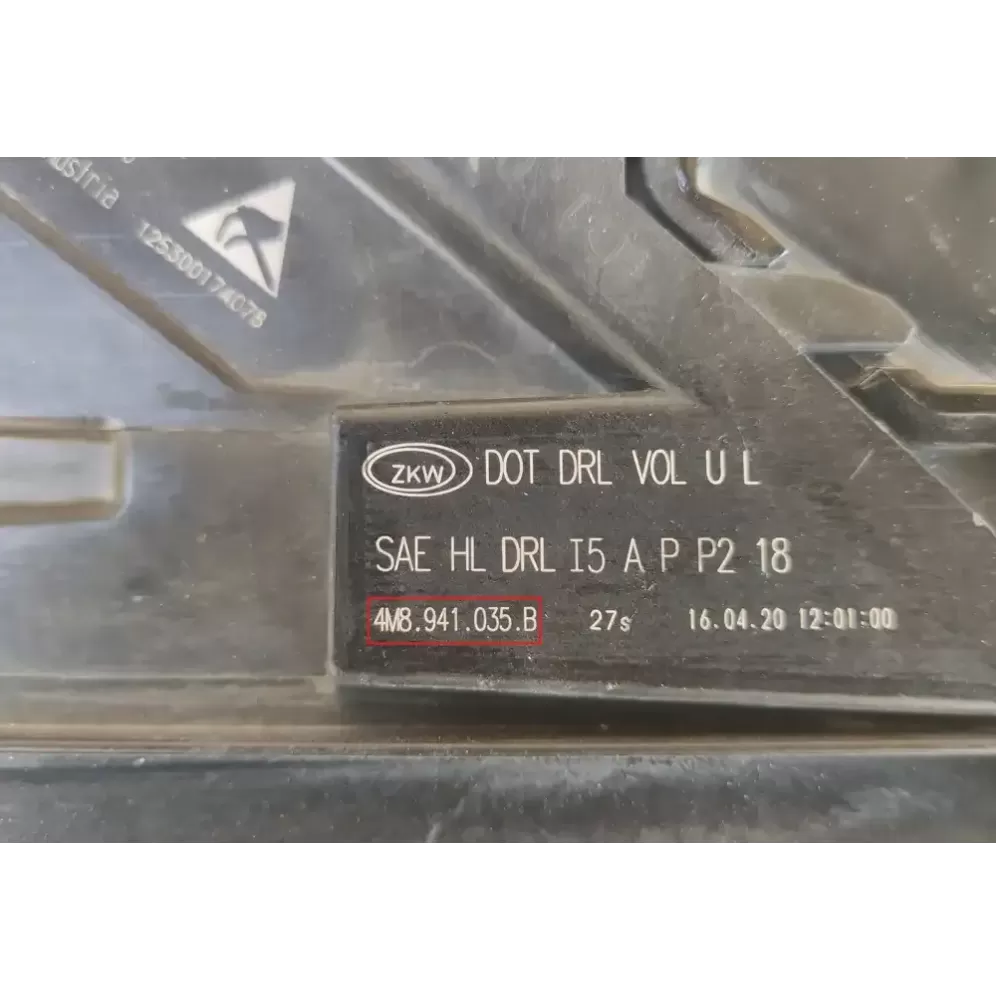 Austria
125300174078
ZKW DOT DRL VOL U L
SAE HL DRL I5 A P P2 18
4M8.941.035.B 27s 16.04.20 12:01:00